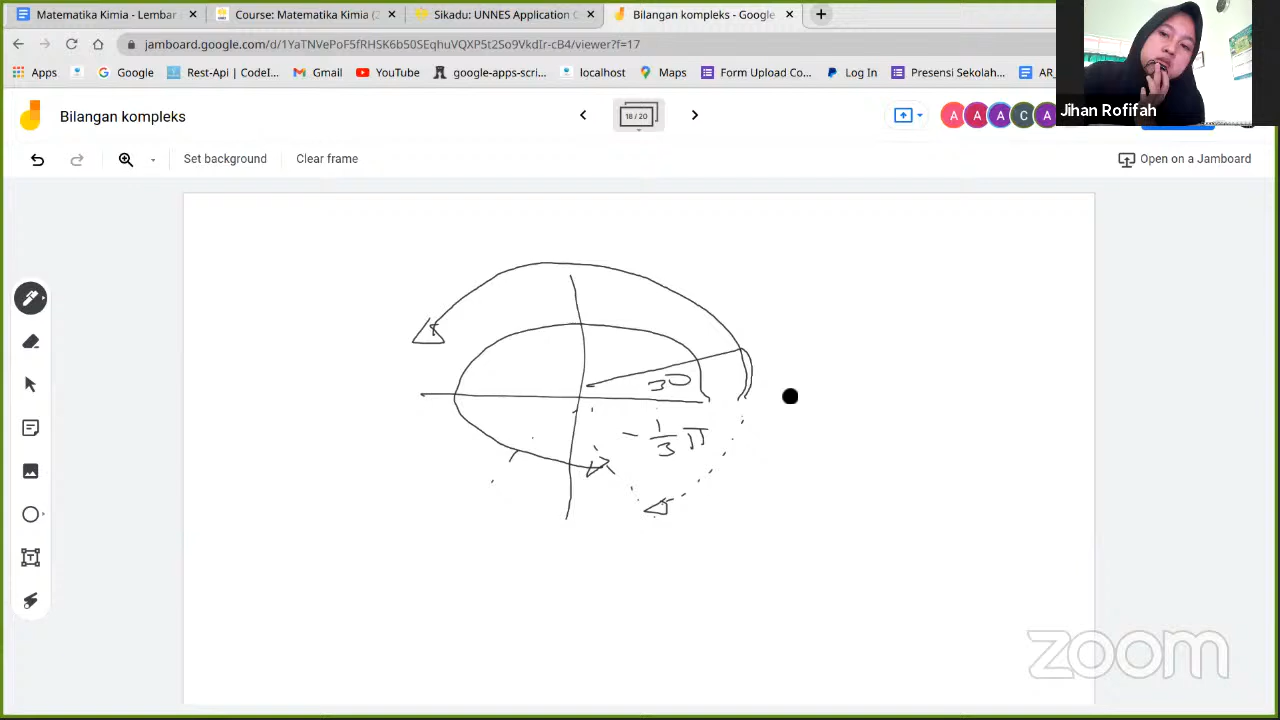 Matematika Kimia - Lembar
Course: Matematika Kimia (2
Sikadu: UNNES Application
Bilangan kompleks - Google
jamboard.google.com/d/1YaTNVePoF5fRHSKOGF0SEqhuVQXP5t2So9VkdIr-cB4/viewer?f=17
Apps
Google
Rest-Api | CodeI...
Gmail
YouTube
google-apps-scri...
localhost
Maps
Form Upload Co...
Log In
Presensi Sekolah...
AR_
Jihan Rofifah
Bilangan kompleks
18 / 20
A A A C A
Set background
Clear frame
Open on a Jamboard
30
- 1/3 π
zoom